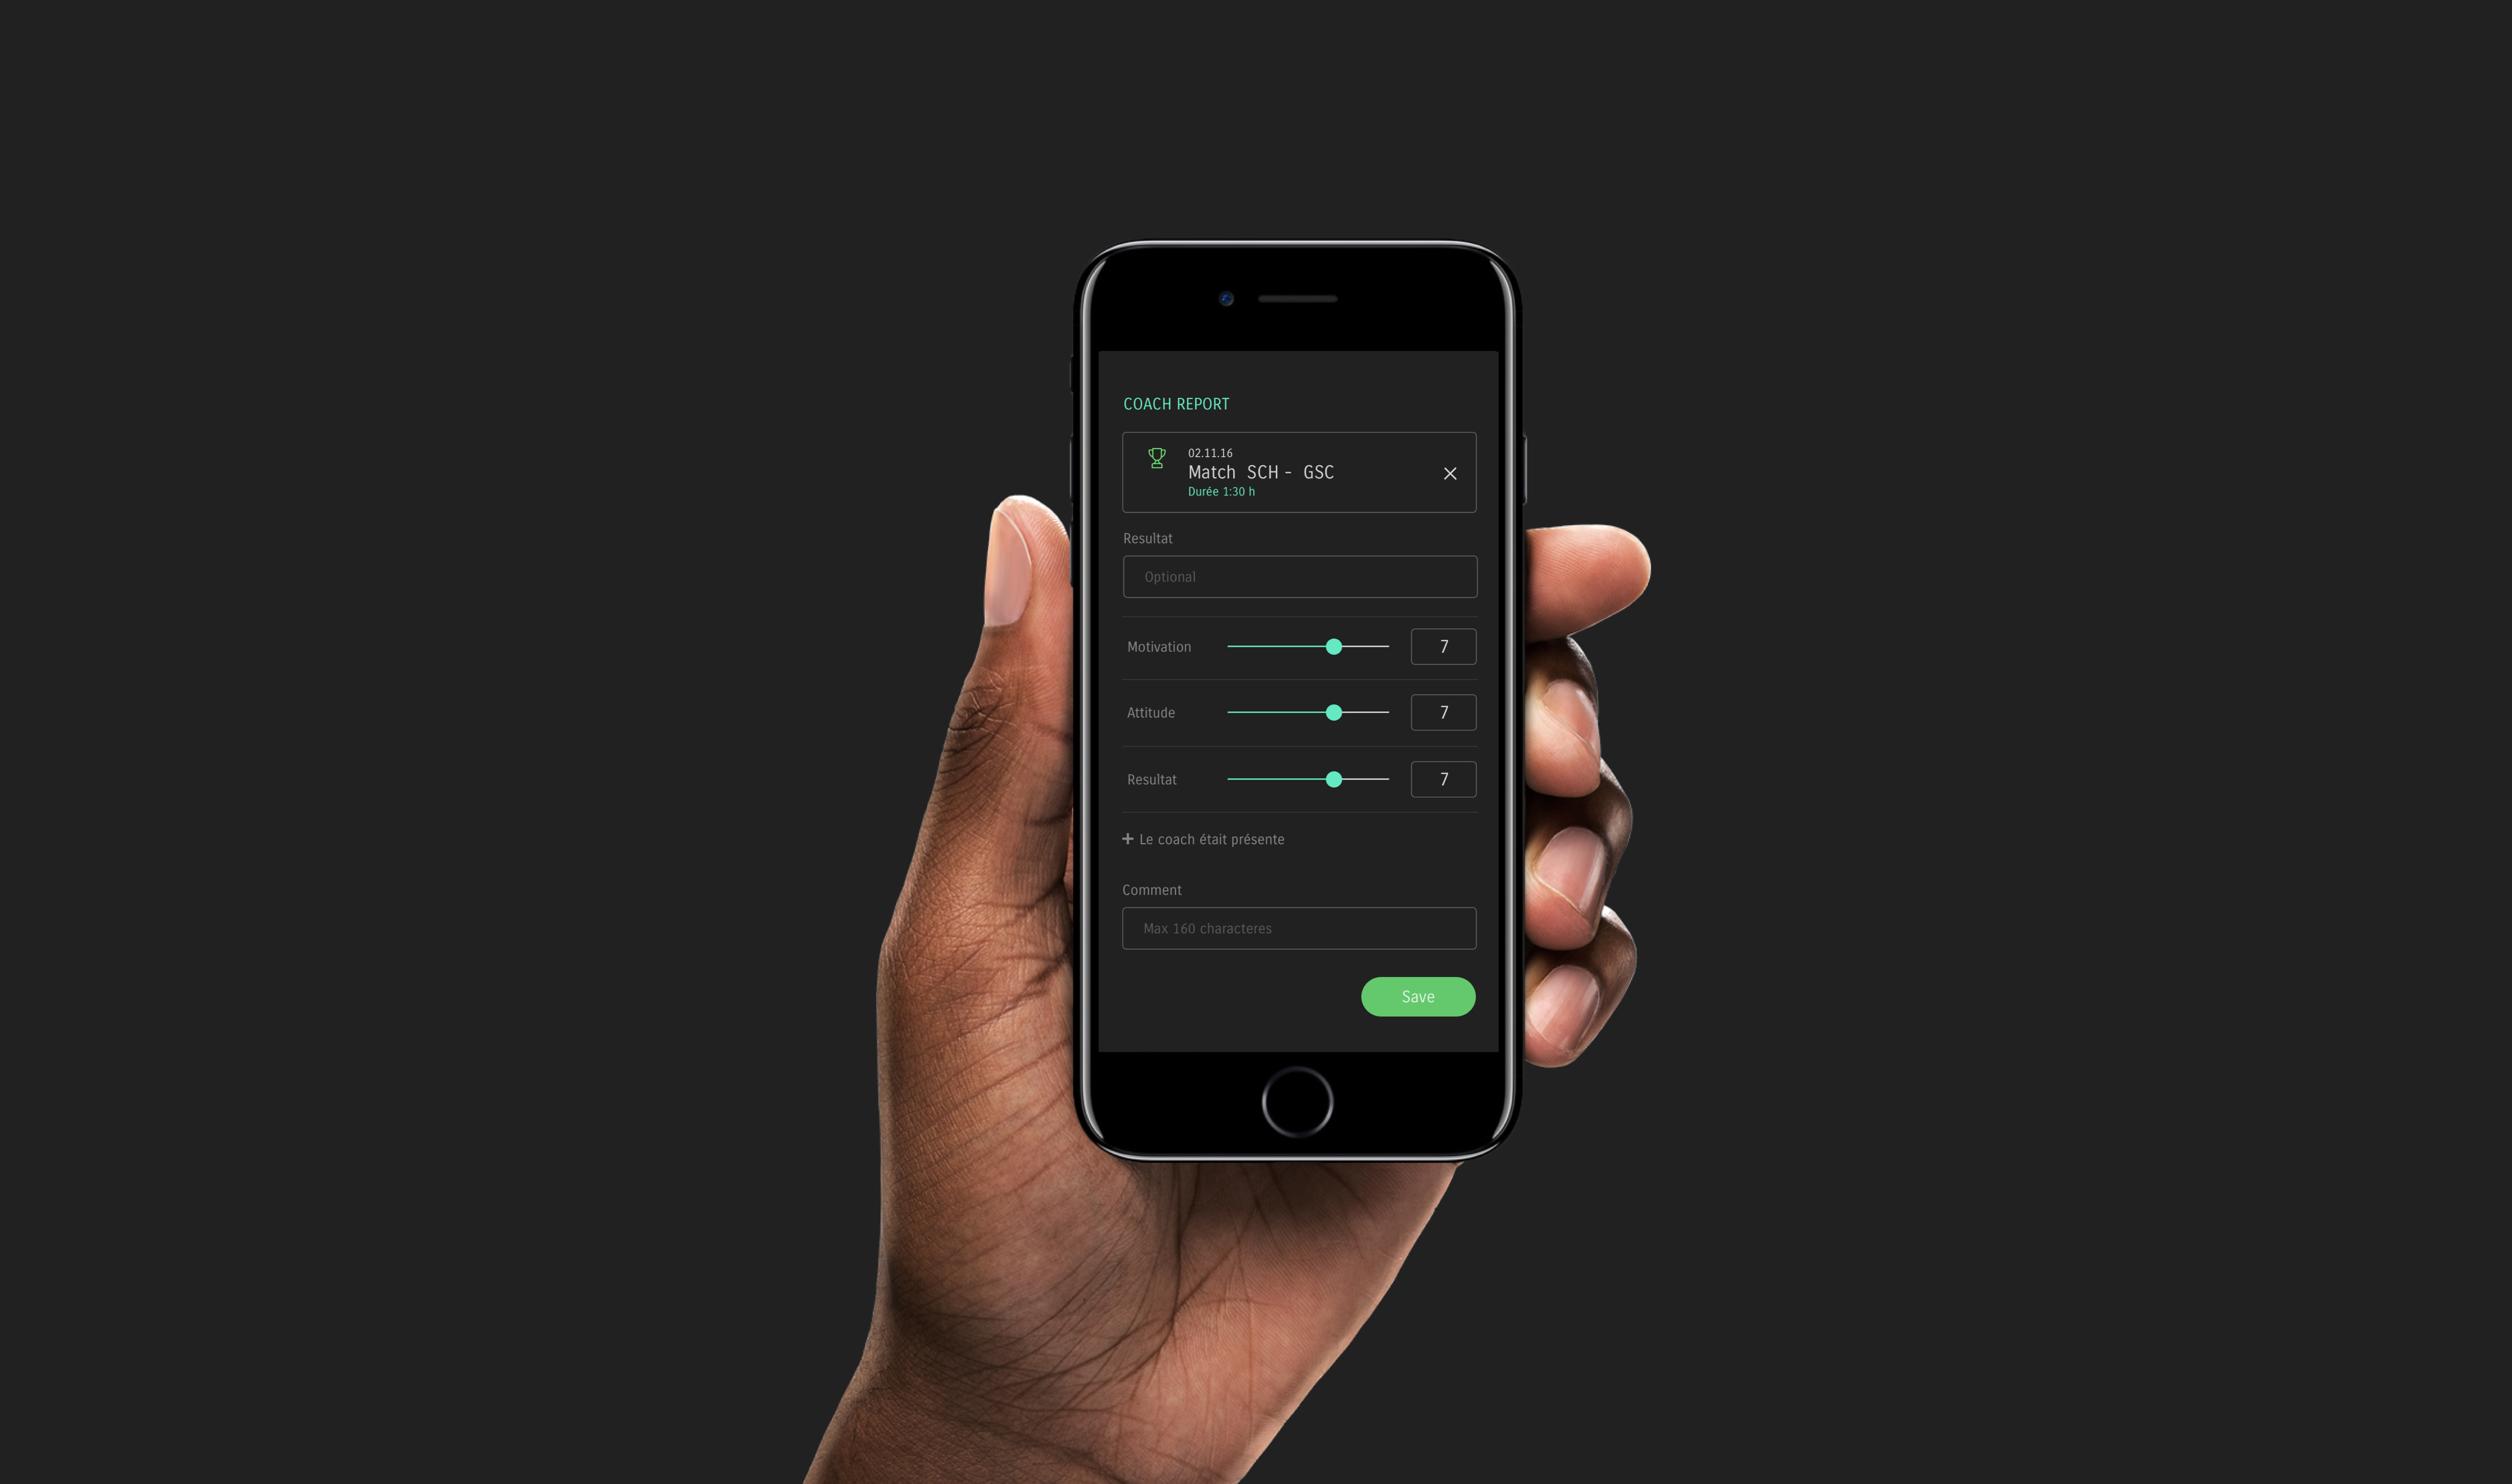 COACH REPORT
02.11.16
Match SCH - GSC
Durée 1:30 h
Resultat
Optional
Motivation 7
Attitude 7
Resultat 7
Le coach était présente
Comment
Max 160 characteres
Save